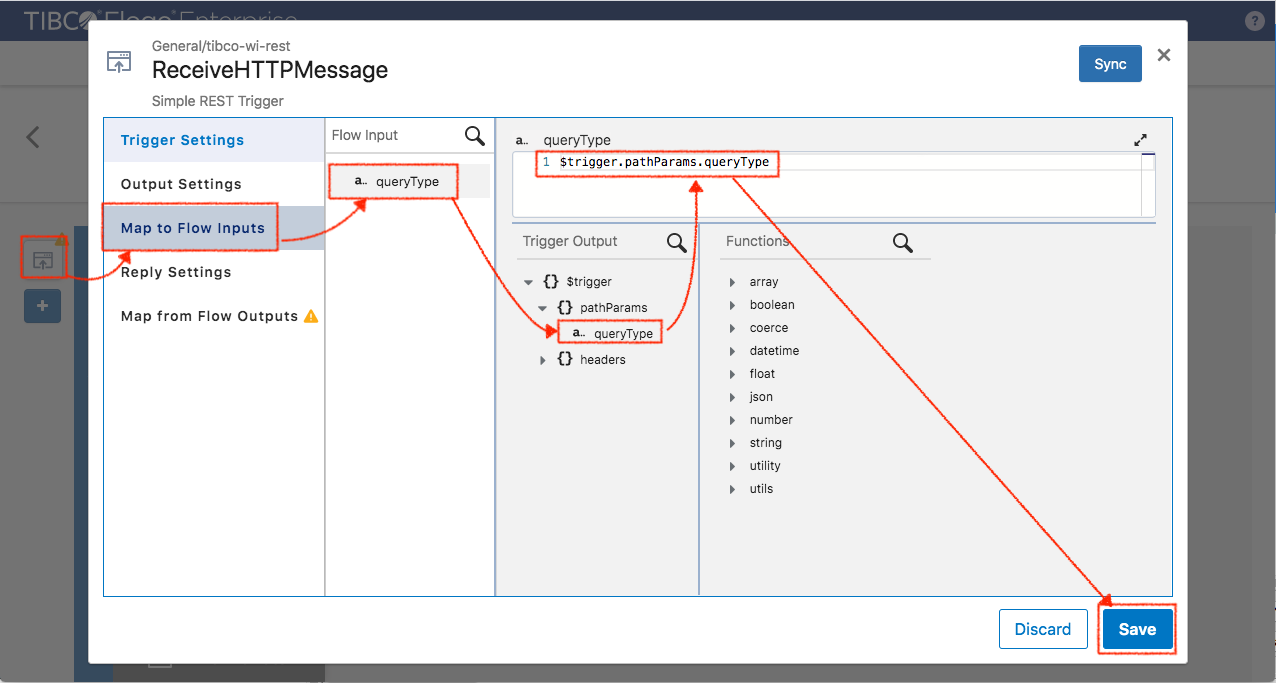 TIBCO Flogo® Enterprise
?
General/tibco-wi-rest
ReceiveHTTPMessage
Simple REST Trigger
Sync
Trigger Settings
Output Settings
Map to Flow Inputs
Reply Settings
Map from Flow Outputs
Flow Input
a.. queryType
a.. queryType
1 $trigger.pathParams.queryType
Trigger Output
{} $trigger
{} pathParams
a.. queryType
{} headers
Functions
array
boolean
coerce
datetime
float
json
number
string
utility
utils
Discard
Save